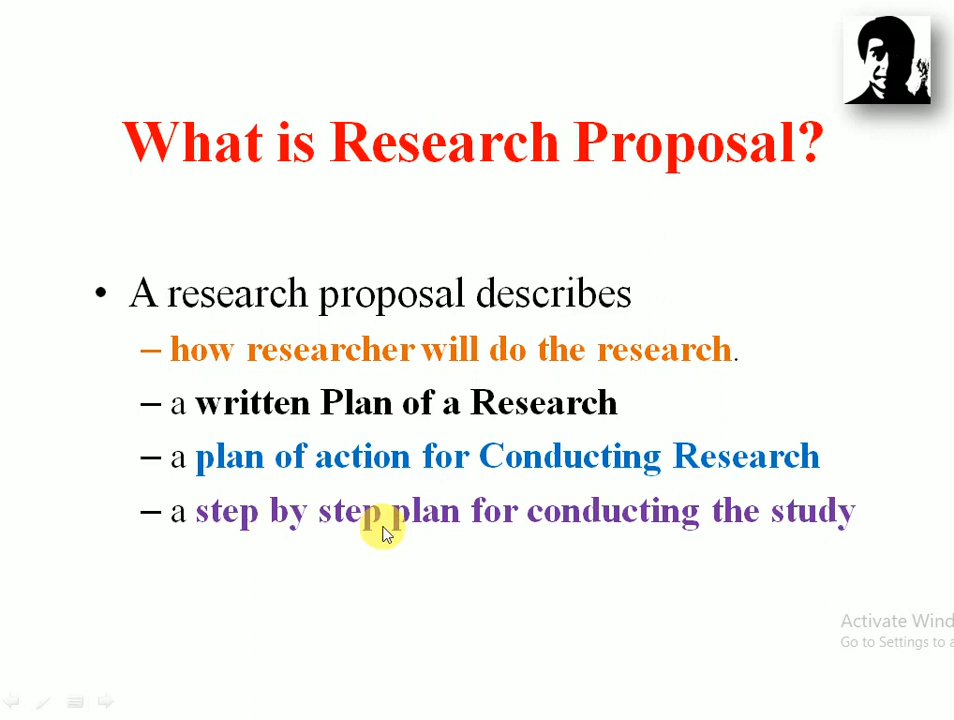 What is Research Proposal?
• A research proposal describes
– how researcher will do the research.
– a written Plan of a Research
– a plan of action for Conducting Research
– a step by step plan for conducting the study
Activate Wind
Go to Settings to a